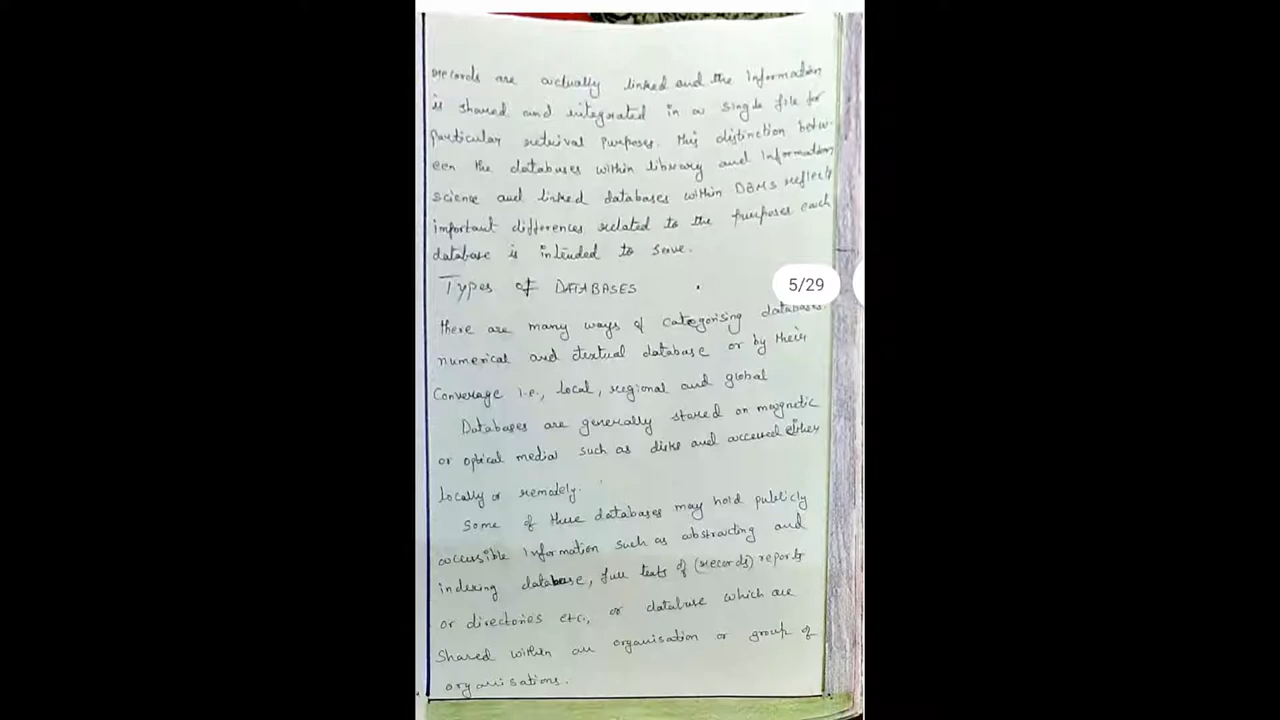 records are actually linked and the Information
is shared and integrated in a single file for
particular retrival purposes. this distinction betw-
een the databases within library and Information
science and linked databases within DBMS reflects
important differences related to the purposes each
database is intended to serve.
5/29
Types of DATABASES
there are many ways of categorising databases.
numerical and textual database or by their
Converage i.e., local, regional and global
Databases are generally stored on magnetic
or optical media such as disks and accessed either
locally or remotely.
Some of these databases may hold publicly
accessible Information such as abstracting and
indexing database, full texts of (records) reports
or directories etc., or database which are
Shared within an organisation or group of
organisations.